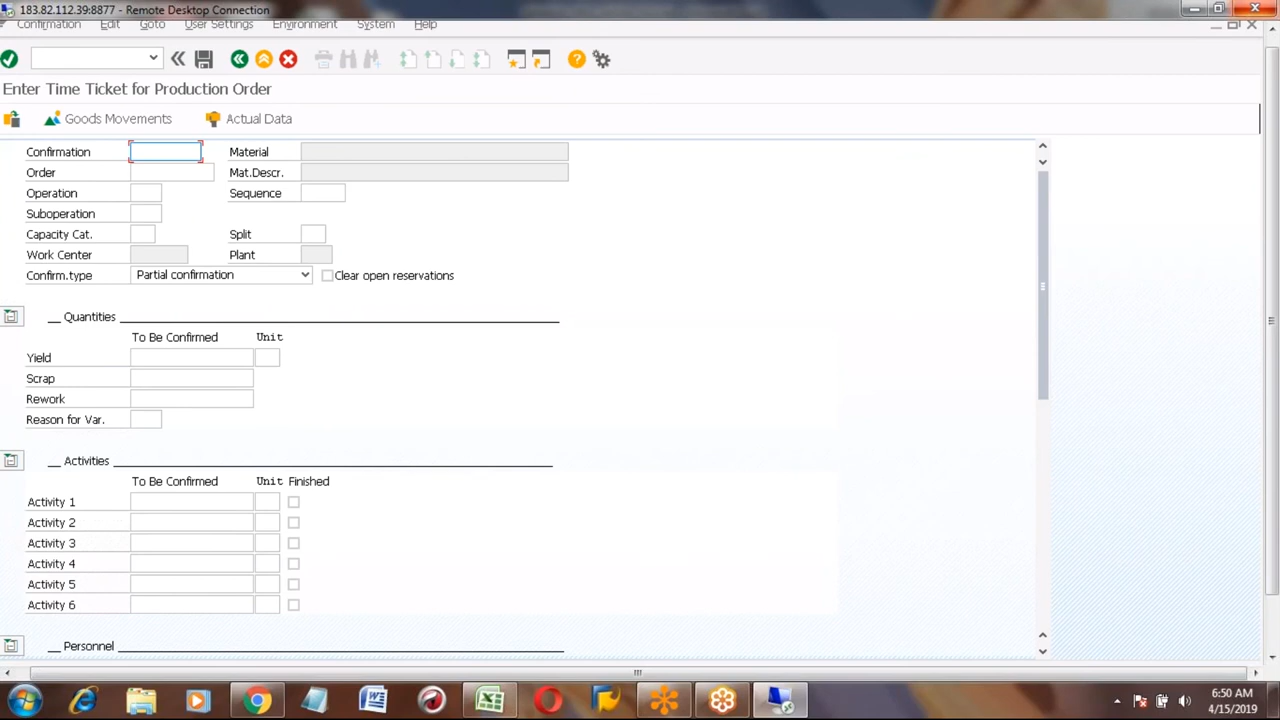 183.82.112.39:8877 - Remote Desktop Connection
Confirmation Edit Goto User Settings Environment System Help
Enter Time Ticket for Production Order
Goods Movements Actual Data
Confirmation Material
Order Mat.Descr.
Operation Sequence
Suboperation
Capacity Cat. Split
Work Center Plant
Confirm.type Partial confirmation Clear open reservations
Quantities
To Be Confirmed Unit
Yield
Scrap
Rework
Reason for Var.
Activities
To Be Confirmed Unit Finished
Activity 1
Activity 2
Activity 3
Activity 4
Activity 5
Activity 6
Personnel
6:50 AM
4/15/2019